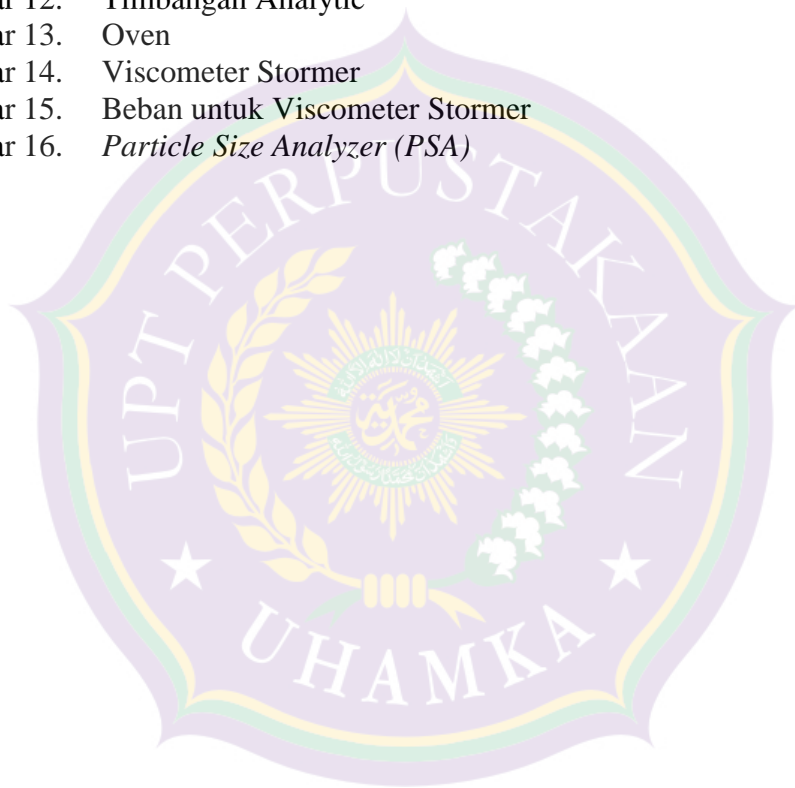 ar 12. Timbangan Analytic
ar 13. Oven
ar 14. Viscometer Stormer
ar 15. Beban untuk Viscometer Stormer
ar 16. Particle Size Analyzer (PSA)
UPT PERPUSTAKAAN
محمدية
UHAMKA